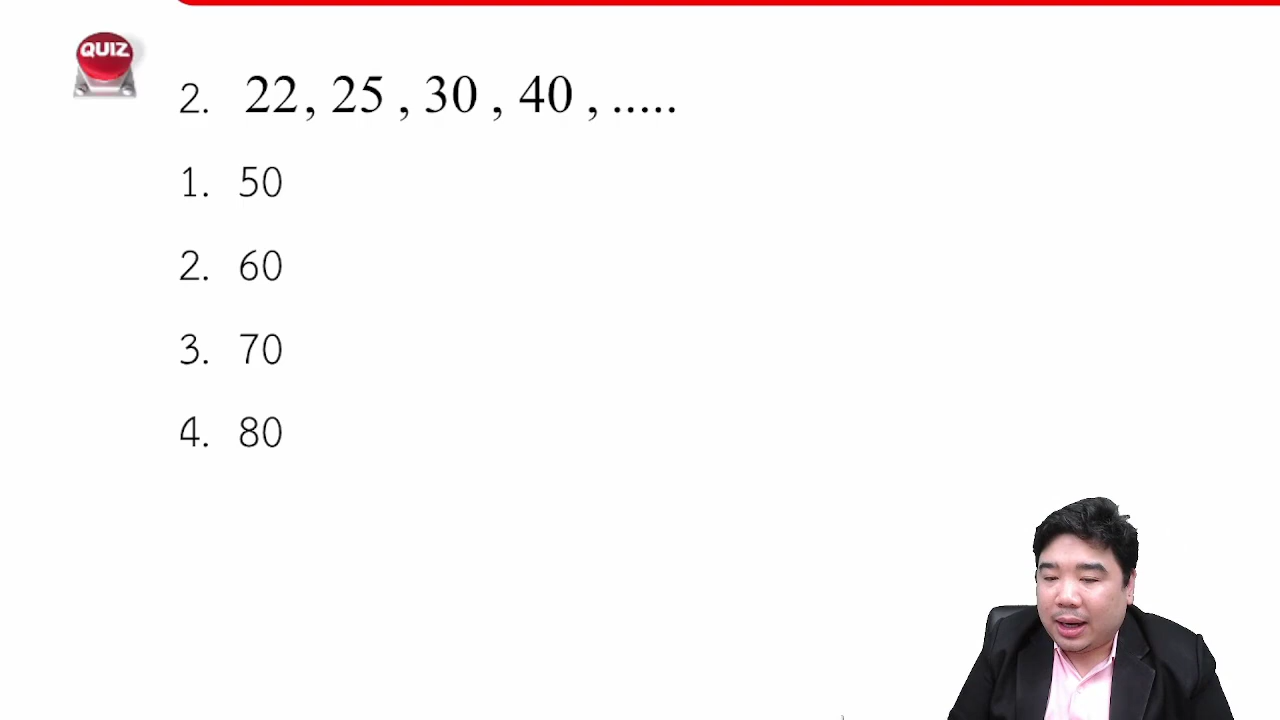 QUIZ
2. 22, 25 , 30 , 40 , .....
1. 50
2. 60
3. 70
4. 80